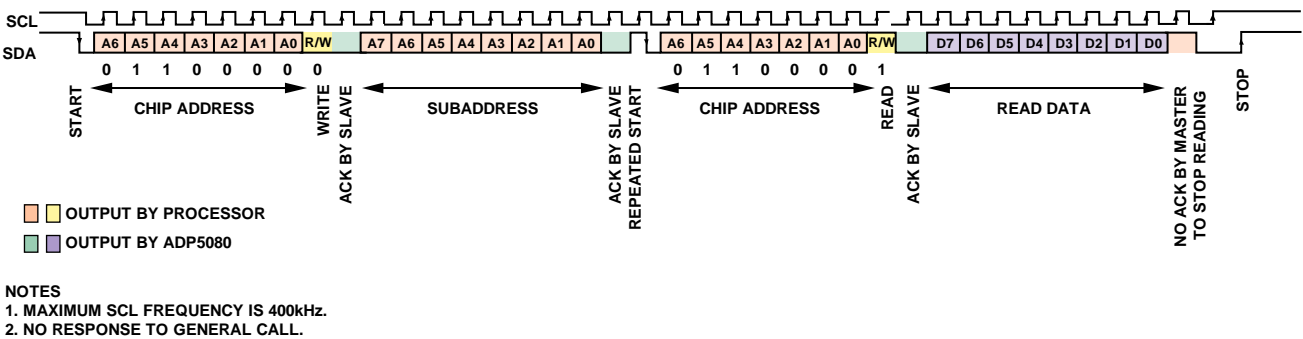 SCL
SDA
A6 A5 A4 A3 A2 A1 A0 R/W A7 A6 A5 A4 A3 A2 A1 A0 A6 A5 A4 A3 A2 A1 A0 R/W D7 D6 D5 D4 D3 D2 D1 D0
0 1 1 0 0 0 0 0 0 1 1 0 0 0 0 1
START
CHIP ADDRESS
WRITE
ACK BY SLAVE
SUBADDRESS
ACK BY SLAVE
REPEATED START
CHIP ADDRESS
READ
ACK BY SLAVE
READ DATA
NO ACK BY MASTER
TO STOP READING
STOP
OUTPUT BY PROCESSOR
OUTPUT BY ADP5080
NOTES
1. MAXIMUM SCL FREQUENCY IS 400kHz.
2. NO RESPONSE TO GENERAL CALL.